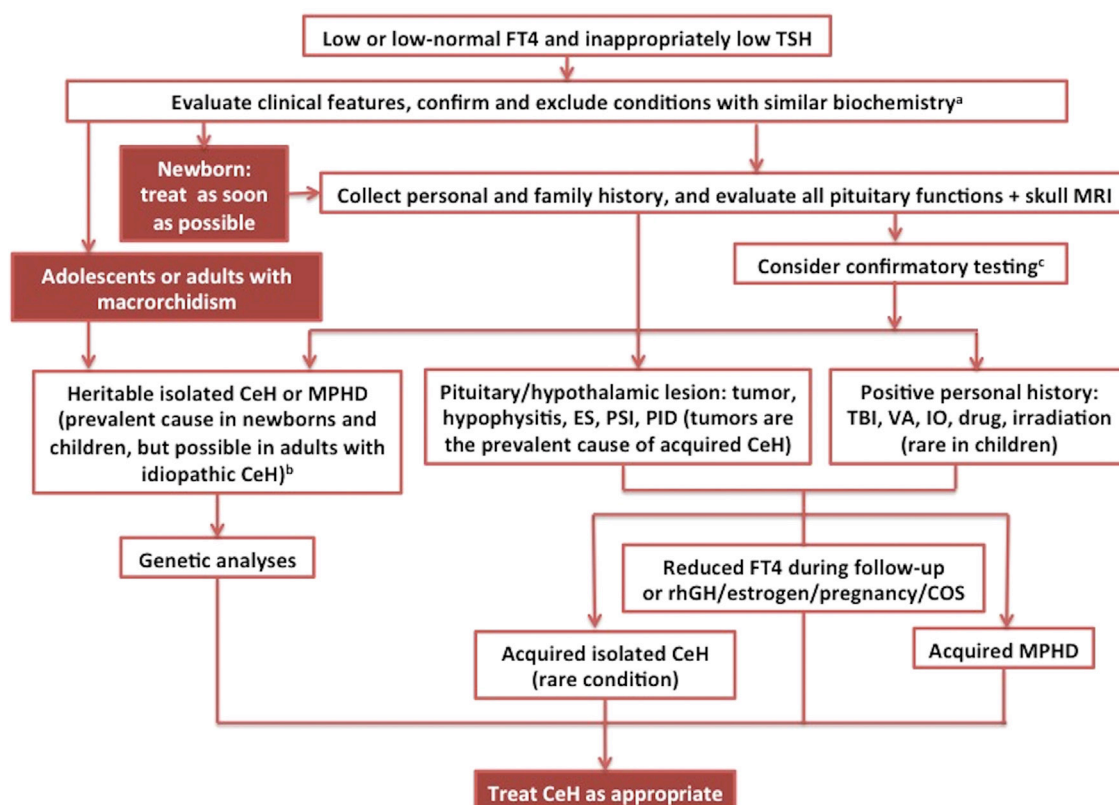 Low or low-normal FT4 and inappropriately low TSH
Evaluate clinical features, confirm and exclude conditions with similar biochemistryᵃ
Newborn:
treat as soon
as possible
Collect personal and family history, and evaluate all pituitary functions + skull MRI
Consider confirmatory testingᶜ
Adolescents or adults with
macrorchidism
Heritable isolated CeH or MPHD
(prevalent cause in newborns and
children, but possible in adults with
idiopathic CeH)ᵇ
Pituitary/hypothalamic lesion: tumor,
hypophysitis, ES, PSI, PID (tumors are
the prevalent cause of acquired CeH)
Positive personal history:
TBI, VA, IO, drug, irradiation
(rare in children)
Genetic analyses
Reduced FT4 during follow-up
or rhGH/estrogen/pregnancy/COS
Acquired isolated CeH
(rare condition)
Acquired MPHD
Treat CeH as appropriate